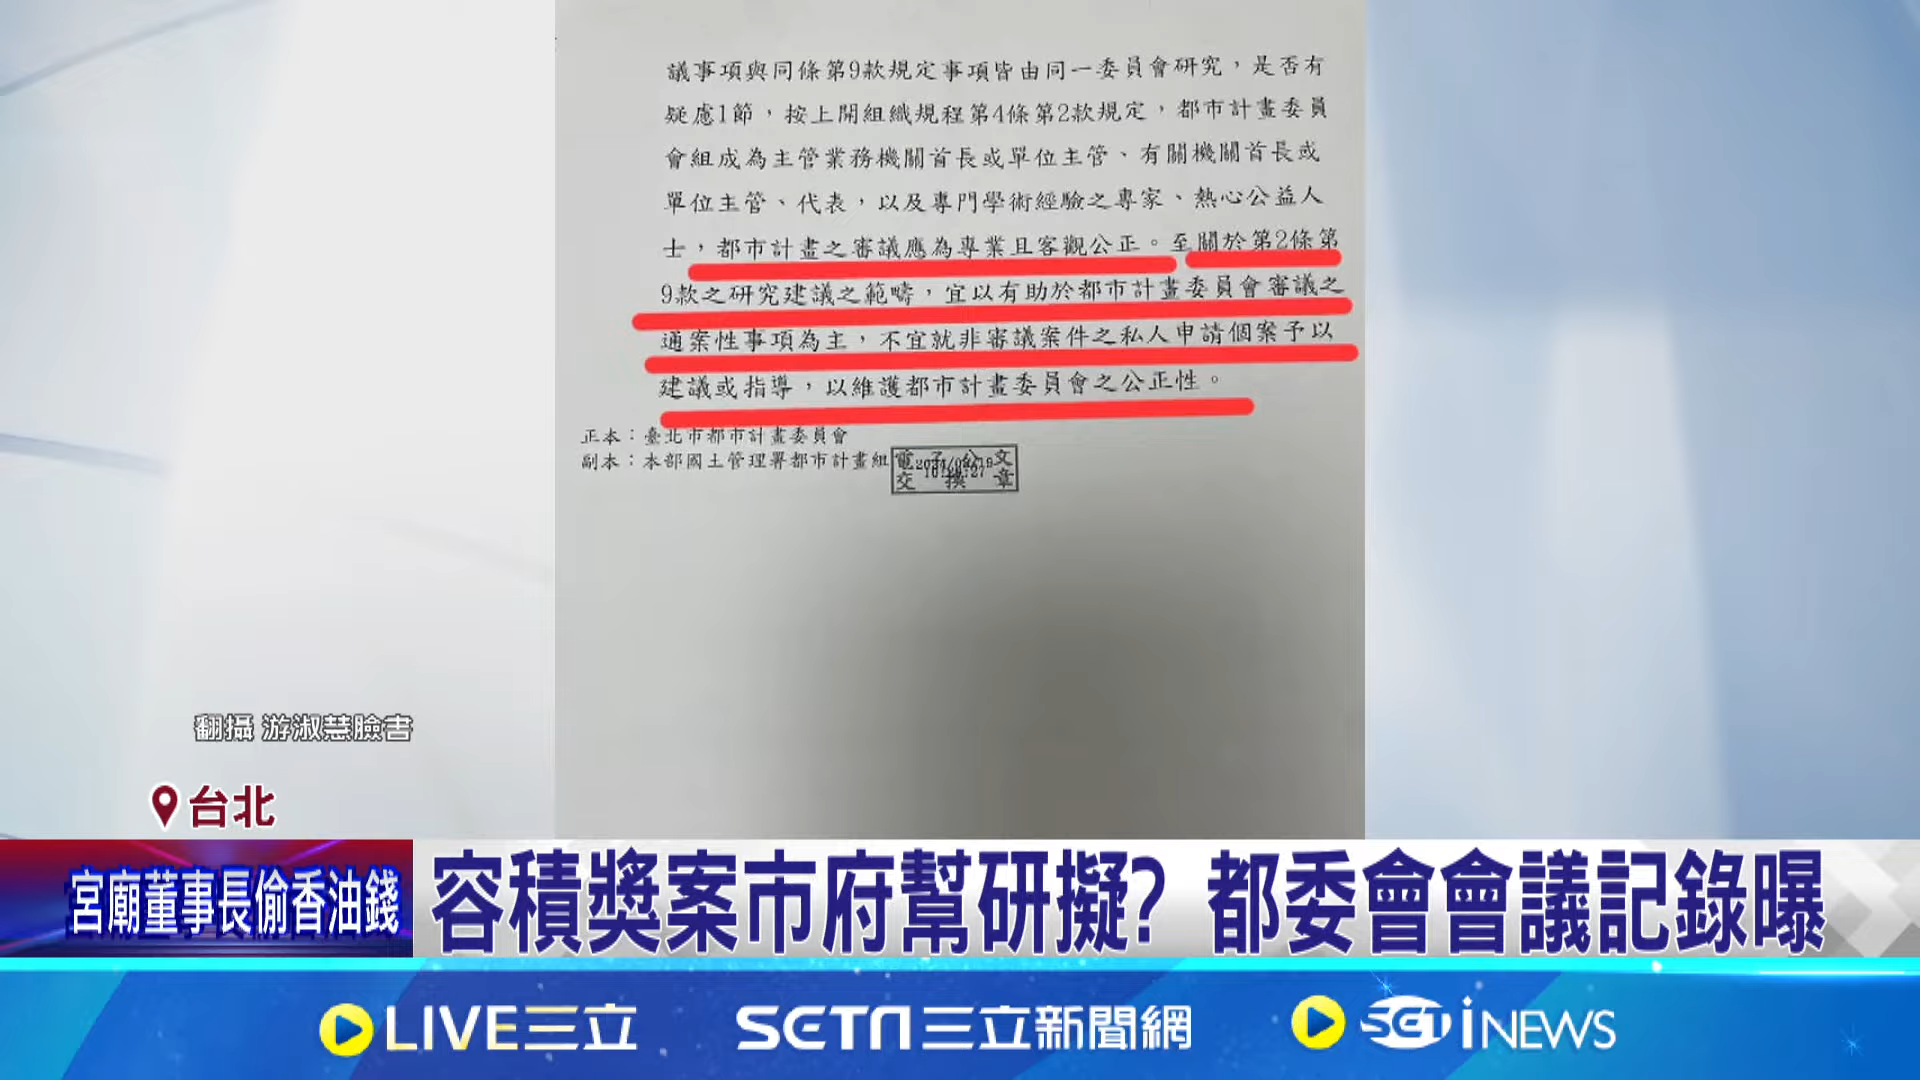 議事項與同條第9款規定事項皆由同一委員會研究，是否有
疑慮1節，按上開組織規程第4條第2款規定，都市計畫委員
會組成為主管業務機關首長或單位主管、有關機關首長或
單位主管、代表，以及專門學術經驗之專家、熱心公益人
士，都市計畫之審議應為專業且客觀公正。至關於第2條第
9款之研究建議之範疇，宜以有助於都市計畫委員會審議之
通案性事項為主，不宜就非審議案件之私人申請個案予以
建議或指導，以維護都市計畫委員會之公正性。
正本：臺北市都市計畫委員會
副本：本部國土管理署都市計畫組
電子公文
交換章
翻攝 游淑慧臉書
台北
宮廟董事長偷香油錢
容積獎案市府幫研擬? 都委會會議記錄曝
LIVE三立
SETN三立新聞網
SETiNEWS